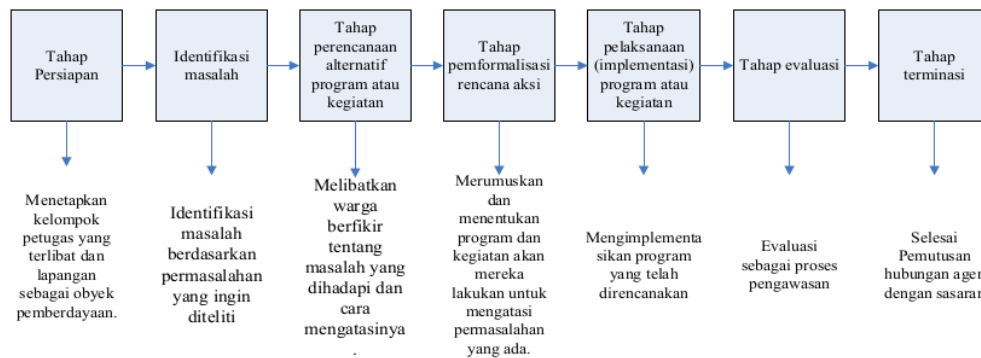 Tahap
Persiapan
Identifikasi
masalah
Tahap
perencanaan
alternatif
program atau
kegiatan
Tahap
pemformalisasi
rencana aksi
Tahap
pelaksanaan
(implementasi)
program atau
kegiatan
Tahap evaluasi
Tahap
terminasi
Menetapkan
kelompok
petugas yang
terlibat dan
lapangan
sebagai obyek
pemberdayaan.
Identifikasi
masalah
berdasarkan
permasalahan
yang ingin
diteliti
Melibatkan
warga
berfikir
tentang
masalah yang
dihadapi dan
cara
mengatasinya
.
Merumuskan
dan
menentukan
program dan
kegiatan akan
mereka
lakukan untuk
mengatasi
permasalahan
yang ada.
Mengimplementa
sikan program
yang telah
direncanakan
Evaluasi
sebagai proses
pengawasan
Selesai
Pemutusan
hubungan agen
dengan sasaran